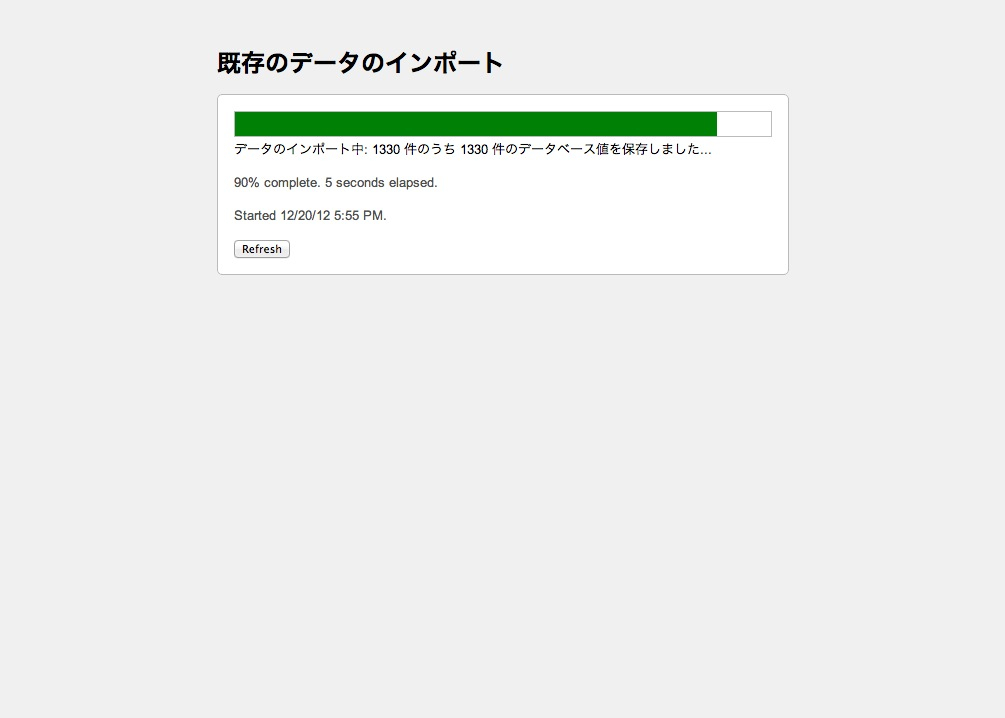 既存のデータのインポート
データのインポート中: 1330 件のうち 1330 件のデータベース値を保存しました...
90% complete. 5 seconds elapsed.
Started 12/20/12 5:55 PM.
Refresh